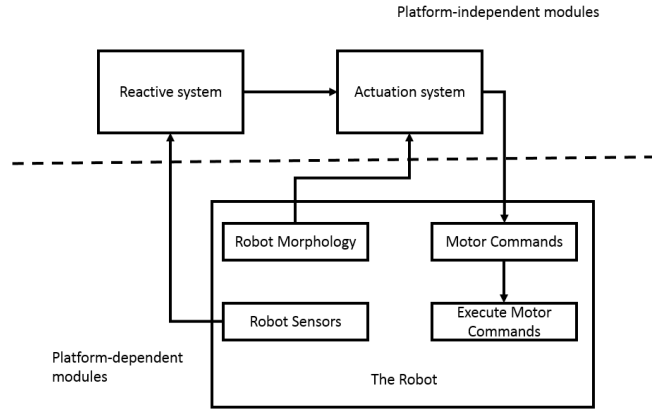 Platform-independent modules
Reactive system
Actuation system
Robot Morphology
Motor Commands
Robot Sensors
Execute Motor
Commands
Platform-dependent
modules
The Robot